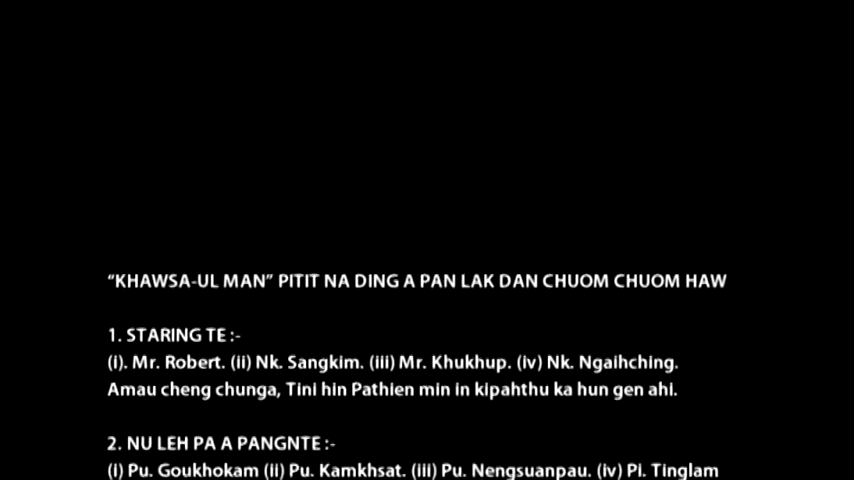 “KHAWSA-UL MAN” PITIT NA DING A PAN LAK DAN CHUOM CHUOM HAW
1. STARING TE :-
(i). Mr. Robert. (ii) Nk. Sangkim. (iii) Mr. Khukhup. (iv) Nk. Ngaihching.
Amau cheng chunga, Tini hin Pathien min in kipahthu ka hun gen ahi.
2. NU LEH PA A PANGNTE :-
(i) Pu. Goukhokam (ii) Pu. Kamkhsat. (iii) Pu. Nengsuanpau. (iv) Pi. Tinglam